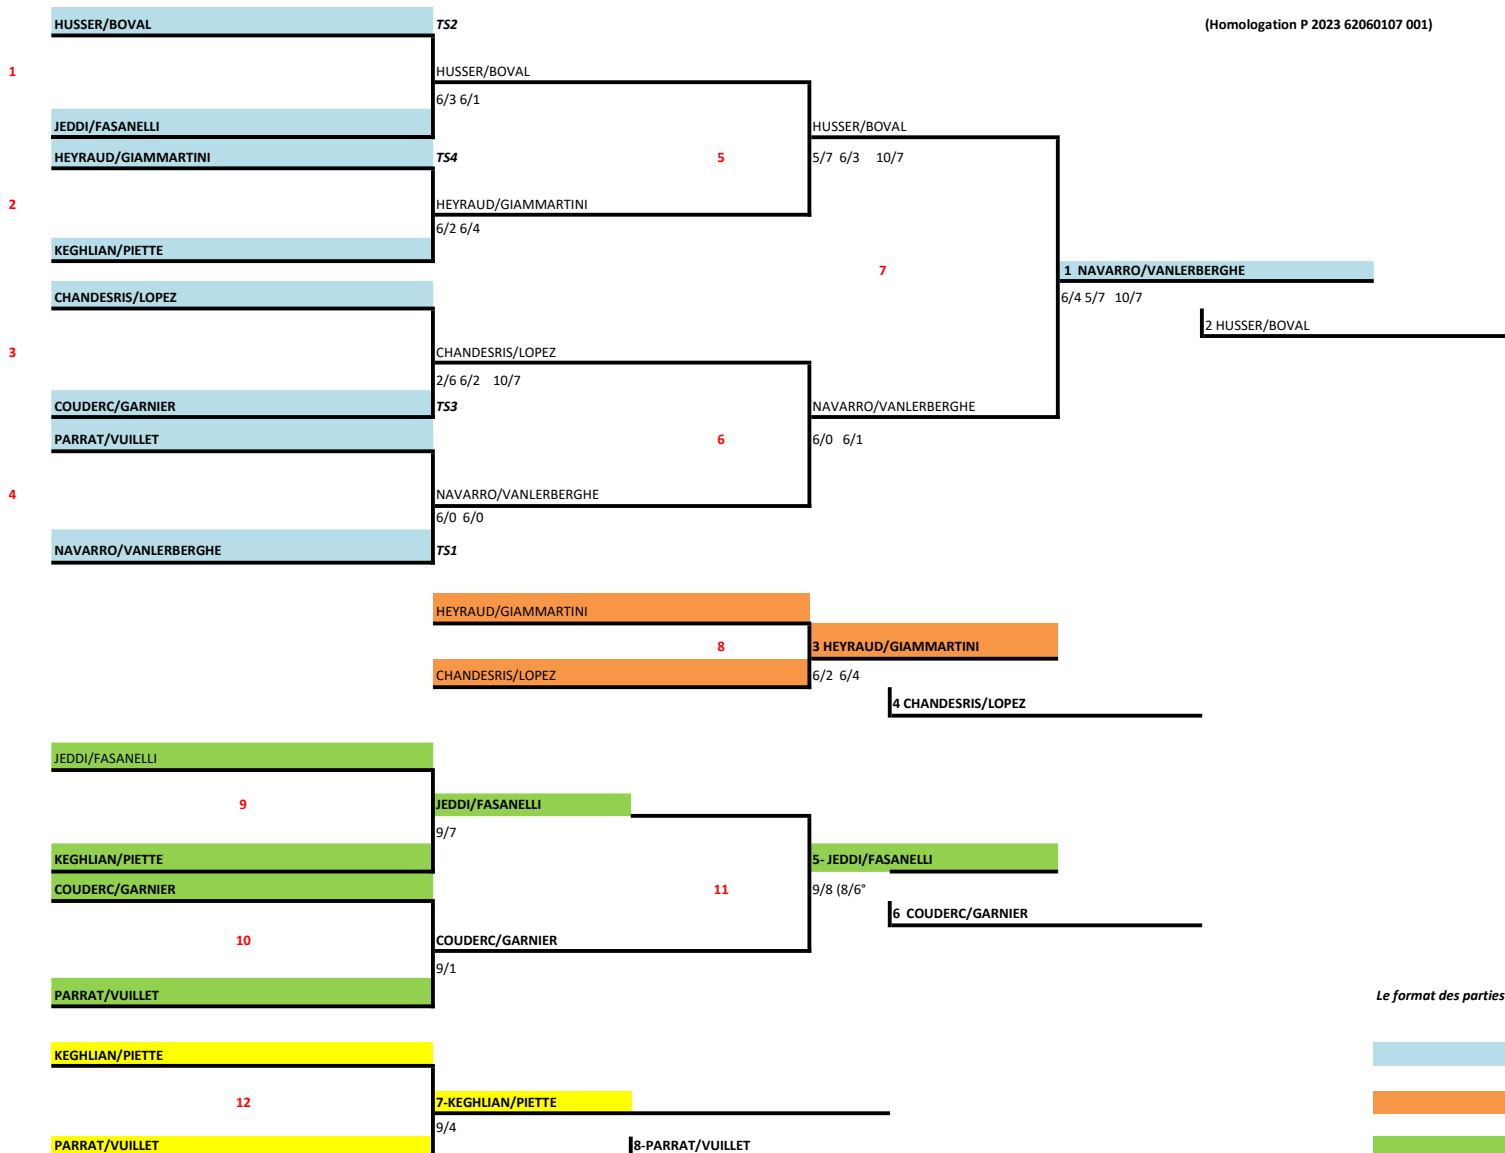 HUSSER/BOVAL TS2 (Homologation P 2023 62060107 001)
1 HUSSER/BOVAL
6/3 6/1
JEDDI/FASANELLI HUSSER/BOVAL
HEYRAUD/GIAMMARTINI TS4 5 5/7 6/3 10/7
2 HEYRAUD/GIAMMARTINI
6/2 6/4
KEGHLIAN/PIETTE
7 1 NAVARRO/VANLERBERGHE
CHANDESRIS/LOPEZ 6/4 5/7 10/7
2 HUSSER/BOVAL
3 CHANDESRIS/LOPEZ
2/6 6/2 10/7
COUDERC/GARNIER TS3 NAVARRO/VANLERBERGHE
PARRAT/VUILLET 6 6/0 6/1
4 NAVARRO/VANLERBERGHE
6/0 6/0
NAVARRO/VANLERBERGHE TS1
HEYRAUD/GIAMMARTINI
8 3 HEYRAUD/GIAMMARTINI
CHANDESRIS/LOPEZ 6/2 6/4
4 CHANDESRIS/LOPEZ
JEDDI/FASANELLI
9 JEDDI/FASANELLI
9/7
KEGHLIAN/PIETTE 5- JEDDI/FASANELLI
COUDERC/GARNIER 11 9/8 (8/6°
6 COUDERC/GARNIER
10 COUDERC/GARNIER
9/1
PARRAT/VUILLET Le format des parties
KEGHLIAN/PIETTE
12 7-KEGHLIAN/PIETTE
9/4
PARRAT/VUILLET 8-PARRAT/VUILLET